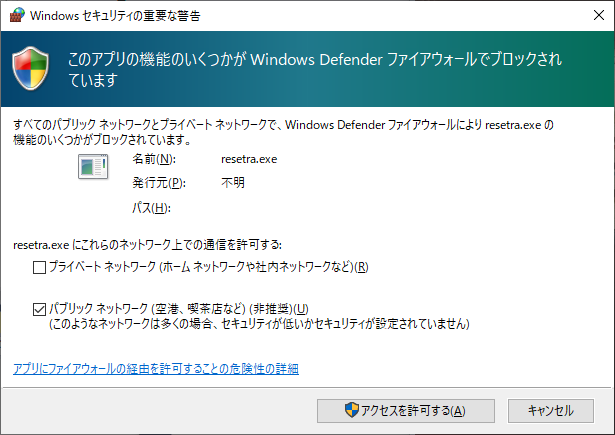 Windows セキュリティの重要な警告
このアプリの機能のいくつかが Windows Defender ファイアウォールでブロックされ
ています
すべてのパブリック ネットワークとプライベート ネットワークで、Windows Defender ファイアウォールにより resetra.exe の
機能のいくつかがブロックされています。
名前(N): resetra.exe
発行元(P): 不明
パス(H):
resetra.exe にこれらのネットワーク上での通信を許可する:
プライベート ネットワーク (ホーム ネットワークや社内ネットワークなど)(R)
パブリック ネットワーク (空港、喫茶店など) (非推奨)(U)
(このようなネットワークは多くの場合、セキュリティが低いかセキュリティが設定されていません)
アプリにファイアウォールの経由を許可することの危険性の詳細
アクセスを許可する(A) キャンセル